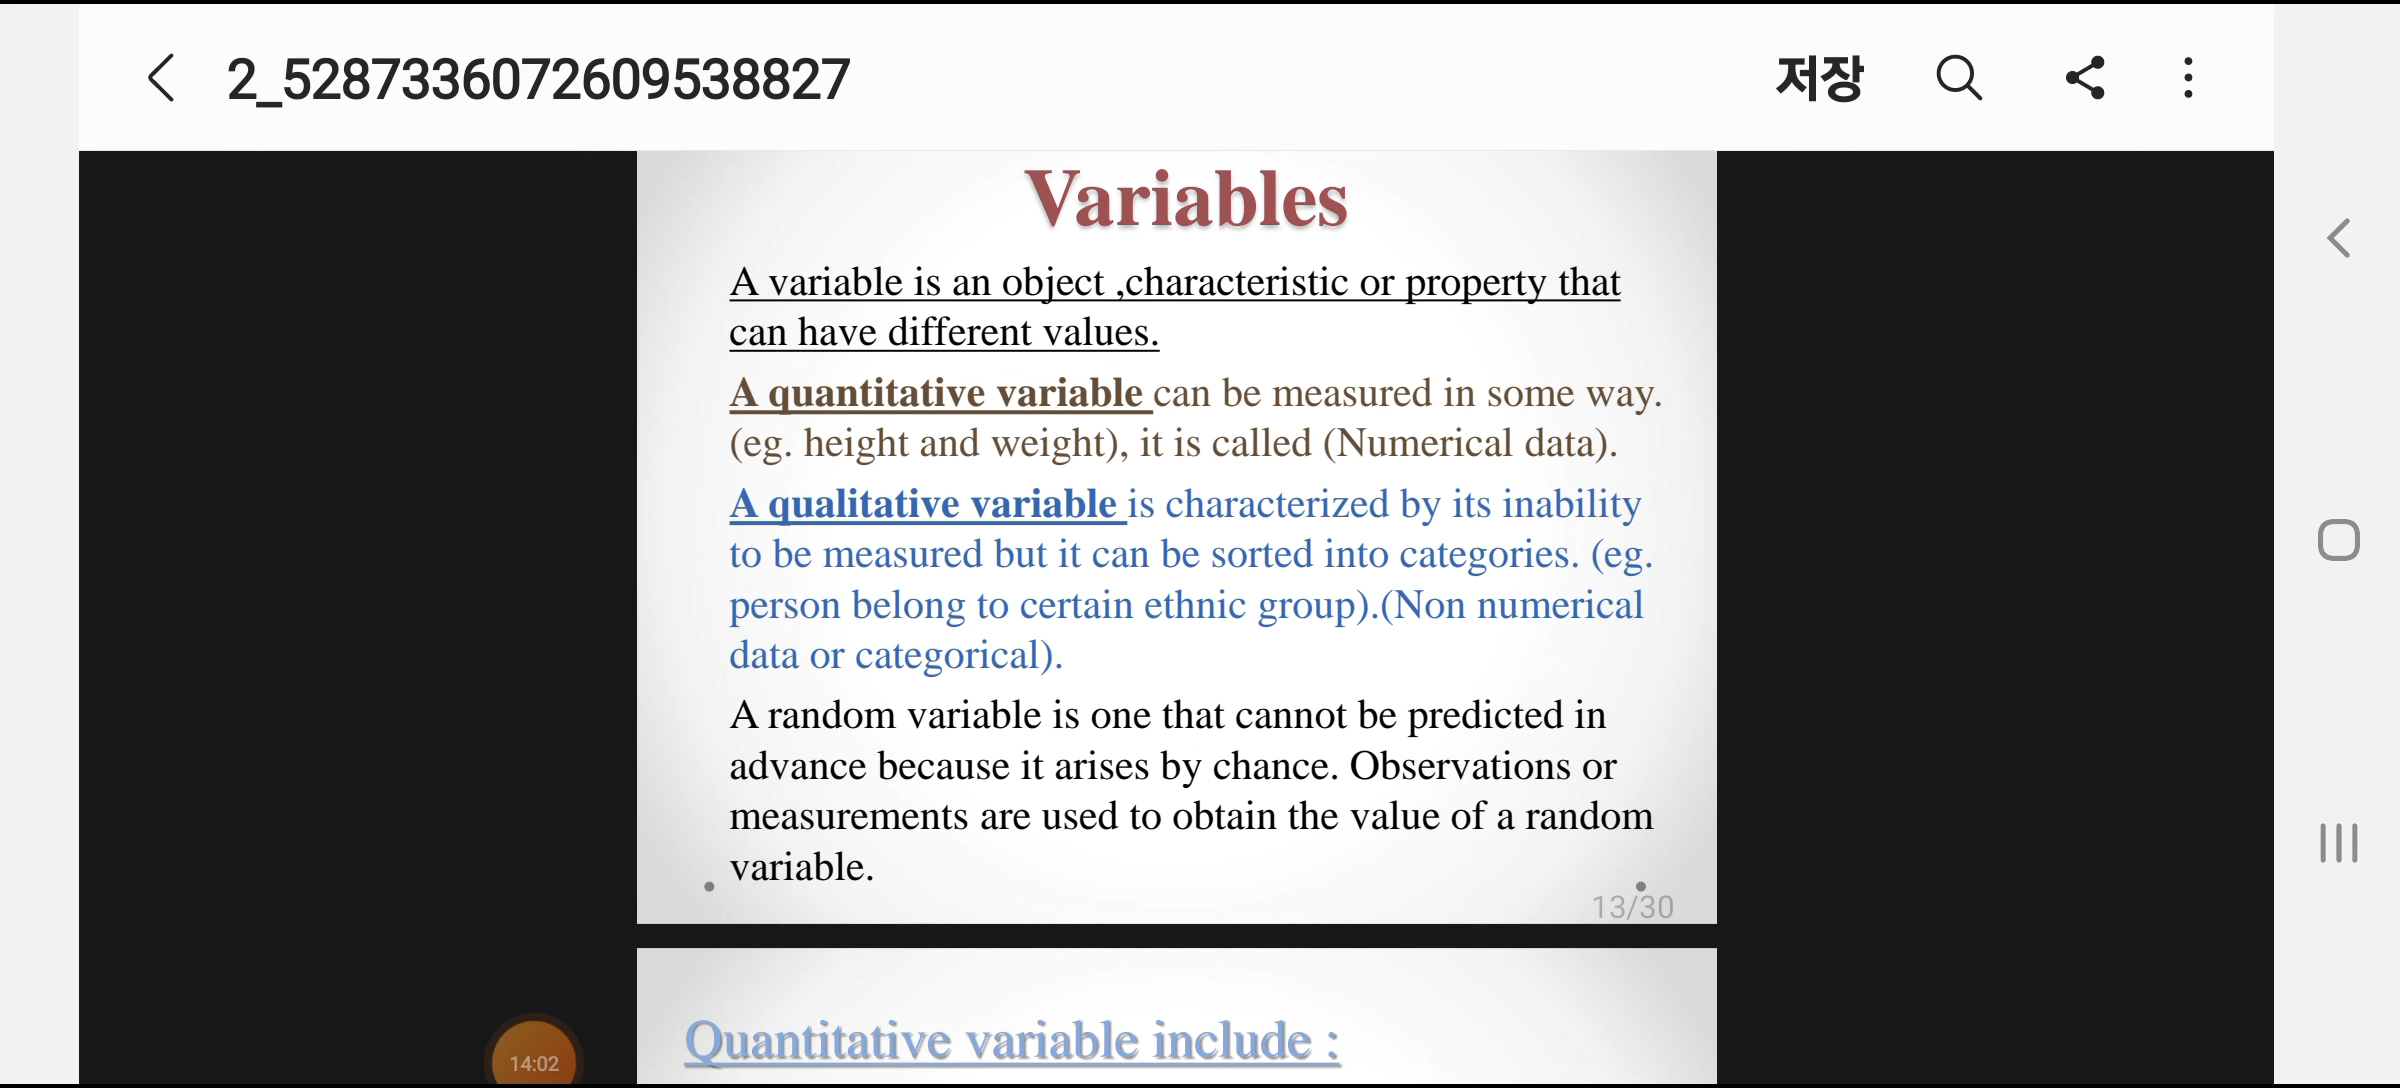 2_5287336072609538827
저장
Variables
A variable is an object ,characteristic or property that
can have different values.
A quantitative variable can be measured in some way.
(eg. height and weight), it is called (Numerical data).
A qualitative variable is characterized by its inability
to be measured but it can be sorted into categories. (eg.
person belong to certain ethnic group).(Non numerical
data or categorical).
A random variable is one that cannot be predicted in
advance because it arises by chance. Observations or
measurements are used to obtain the value of a random
variable.
13/30
Quantitative variable include :
14:02